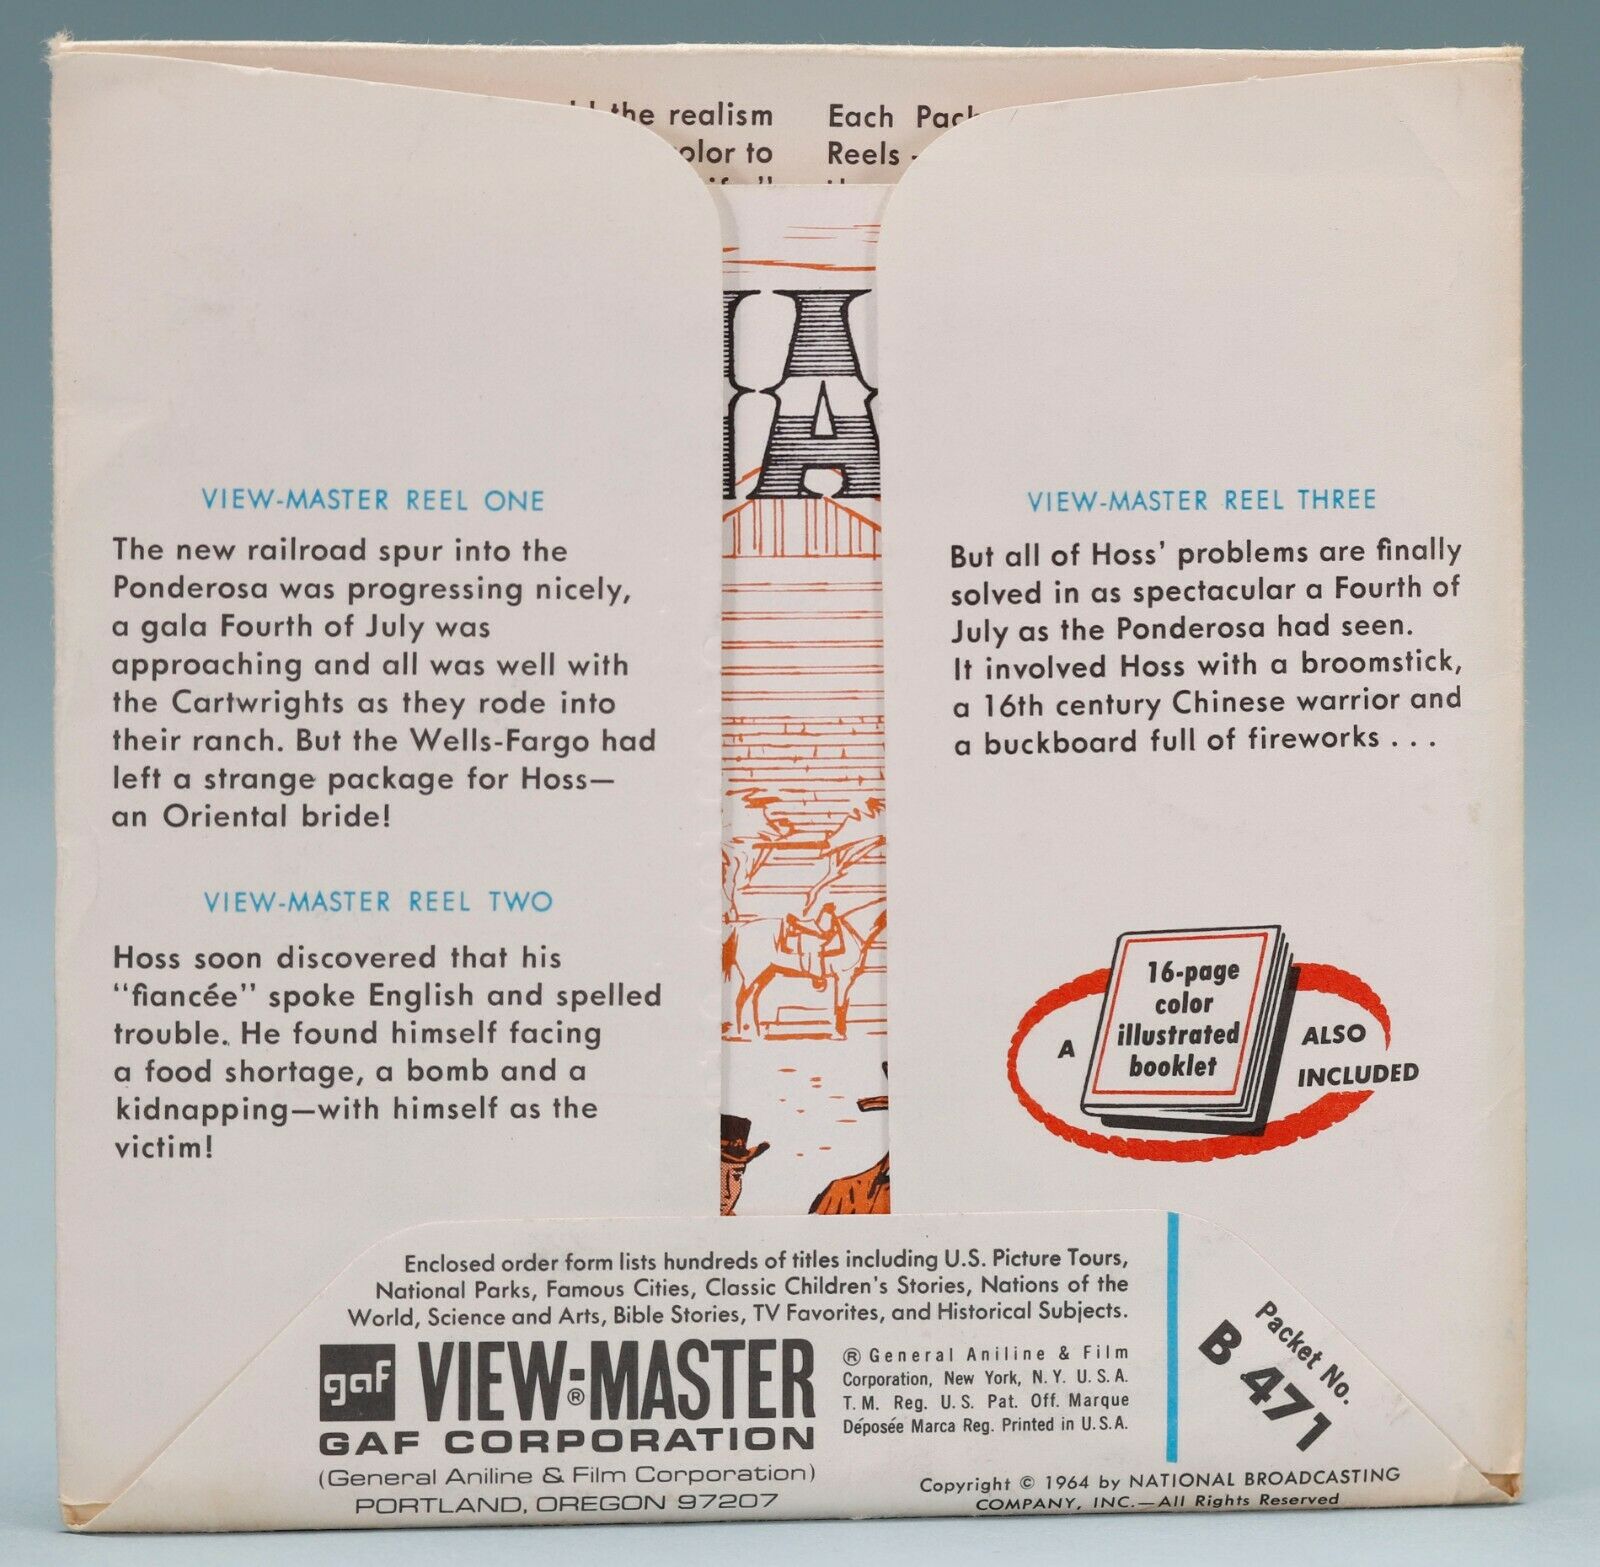 the realism
color to
Each
Reels -
A
VIEW-MASTER REEL ONE
The new railroad spur into the
Ponderosa was progressing nicely,
a gala Fourth of July was
approaching and all was well with
the Cartwrights as they rode into
their ranch. But the Wells-Fargo had
left a strange package for Hoss—
an Oriental bride!
VIEW-MASTER REEL TWO
Hoss soon discovered that his
“fiancée” spoke English and spelled
trouble. He found himself facing
a food shortage, a bomb and a
kidnapping—with himself as the
victim!
VIEW-MASTER REEL THREE
But all of Hoss’ problems are finally
solved in as spectacular a Fourth of
July as the Ponderosa had seen.
It involved Hoss with a broomstick,
a 16th century Chinese warrior and
a buckboard full of fireworks . . .
A
16-page
color
illustrated
booklet
ALSO
INCLUDED
Enclosed order form lists hundreds of titles including U.S. Picture Tours,
National Parks, Famous Cities, Classic Children's Stories, Nations of the
World, Science and Arts, Bible Stories, TV Favorites, and Historical Subjects.
gaf VIEW-MASTER ®
GAF CORPORATION
(General Aniline & Film Corporation)
PORTLAND, OREGON 97207
® General Aniline & Film
Corporation, New York, N.Y. U.S.A.
T.M. Reg. U.S. Pat. Off. Marque
Déposée Marca Reg. Printed in U.S.A.
Packet No.
B 471
Copyright © 1964 by NATIONAL BROADCASTING
COMPANY, INC.—All Rights Reserved